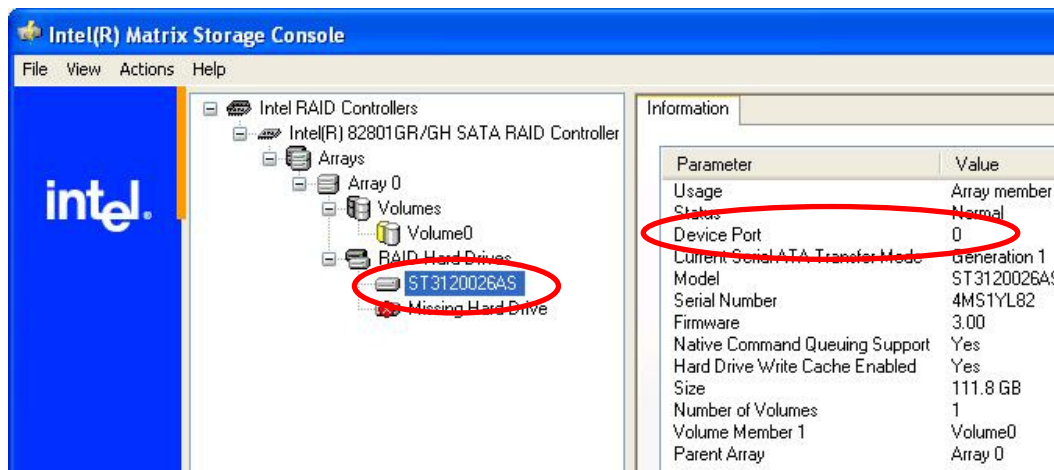 Intel(R) Matrix Storage Console
File View Actions Help
intel.
Intel RAID Controllers
Intel(R) 82801GR/GH SATA RAID Controller
Arrays
Array 0
Volumes
Volume0
RAID Hard Drives
ST3120026AS
Missing Hard Drive
Information
Parameter Value
Usage Array member
Status Normal
Device Port 0
Current Serial ATA Transfer Mode Generation 1
Model ST3120026AS
Serial Number 4MS1YL82
Firmware 3.00
Native Command Queuing Support Yes
Hard Drive Write Cache Enabled Yes
Size 111.8 GB
Number of Volumes 1
Volume Member 1 Volume0
Parent Array Array 0